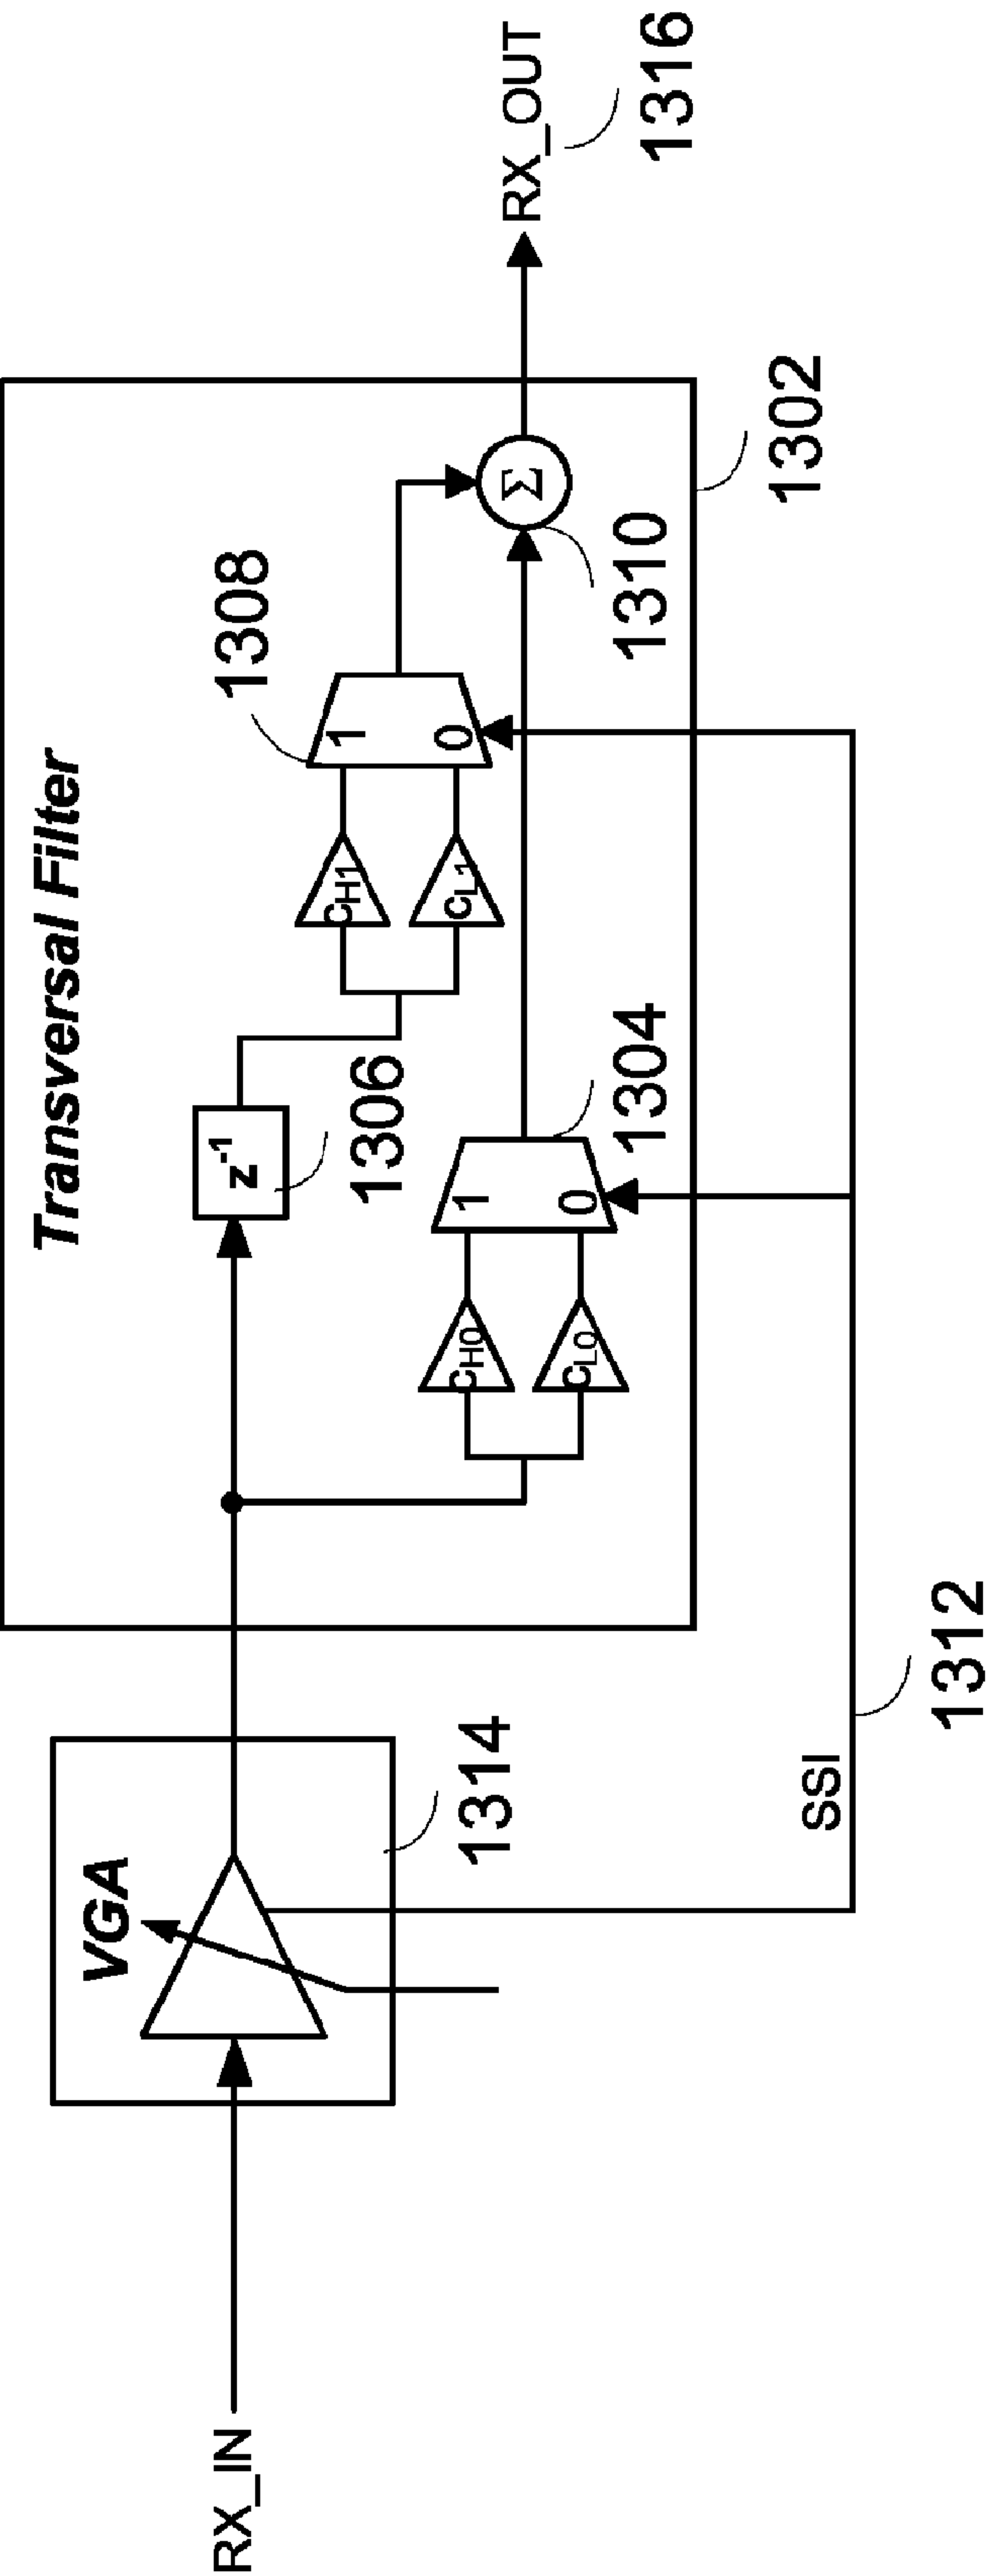 Transversal Filter
VGA
RX_IN
1314
SSI
1312
z-1
1306
CH0
CL0
1
0
1304
CH1
CL1
1
0
1308
Σ
1310
1302
RX_OUT
1316